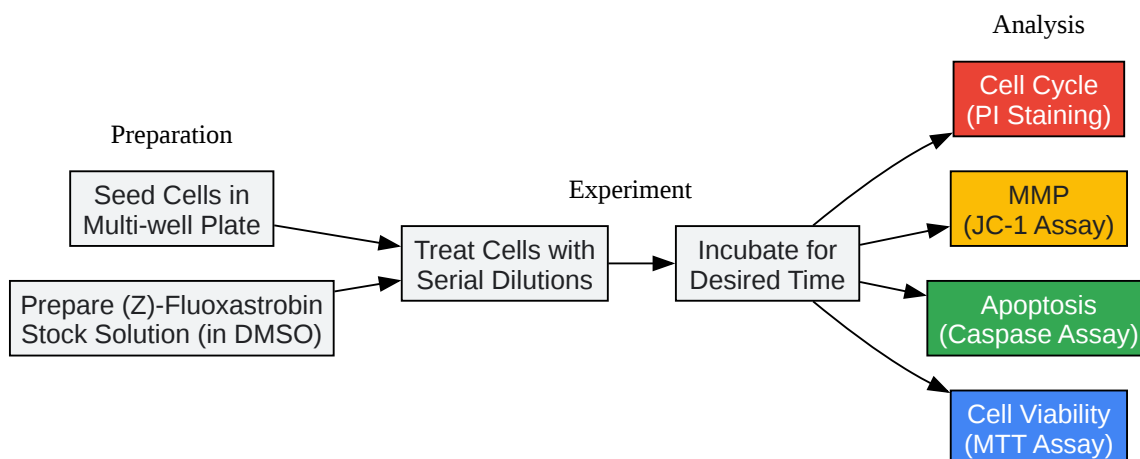 Preparation
Seed Cells in
Multi-well Plate
Prepare (Z)-Fluoxastrobin
Stock Solution (in DMSO)
Experiment
Treat Cells with
Serial Dilutions
Incubate for
Desired Time
Analysis
Cell Cycle
(PI Staining)
MMP
(JC-1 Assay)
Apoptosis
(Caspase Assay)
Cell Viability
(MTT Assay)